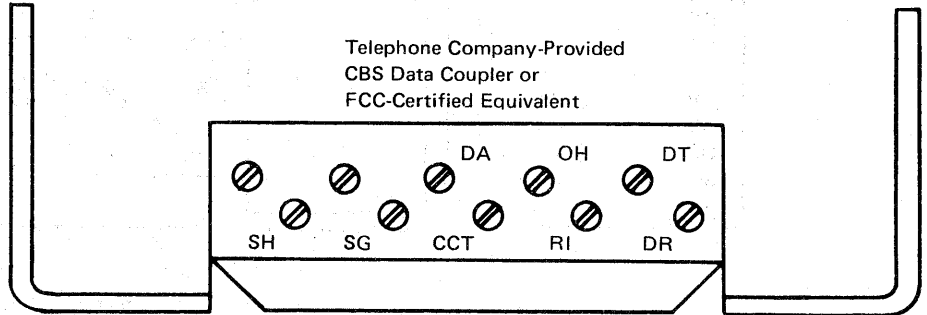 Telephone Company-Provided
CBS Data Coupler or
FCC-Certified Equivalent
DA OH DT
SH SG CCT RI DR